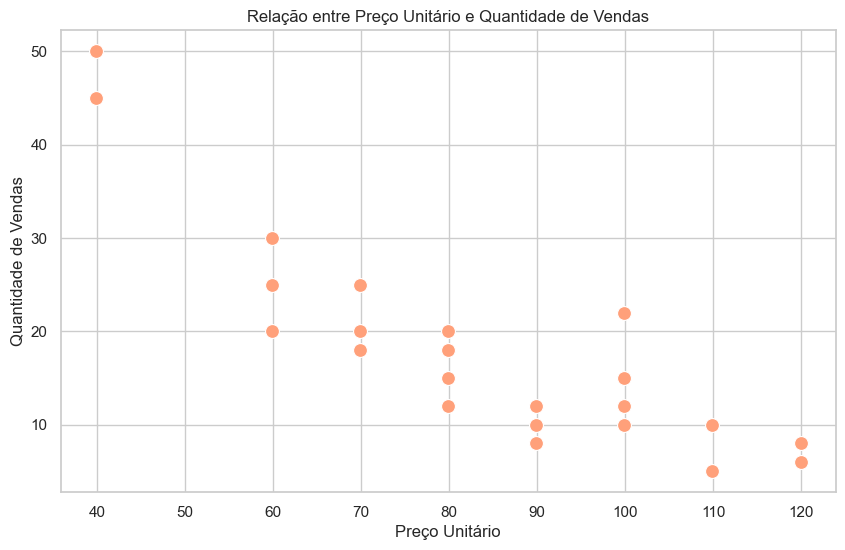 Relação entre Preço Unitário e Quantidade de Vendas
50
40
30
20
10
Quantidade de Vendas
40 50 60 70 80 90 100 110 120
Preço Unitário